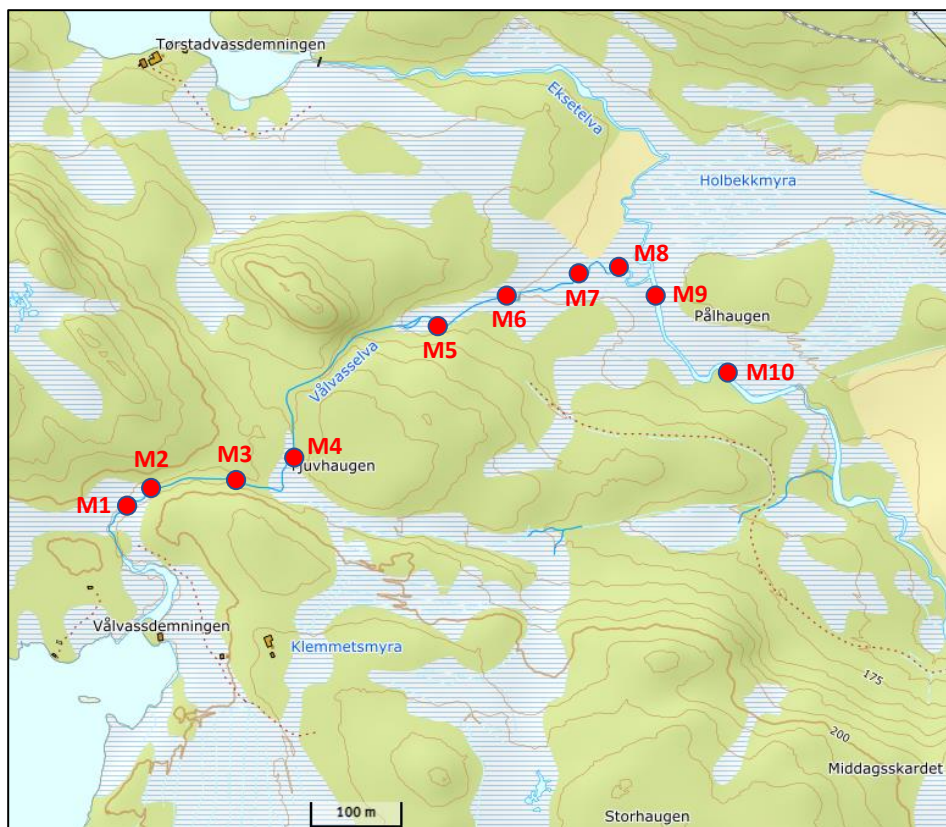 Tørstadvassdemningen
Eksetelva
Holbekkmyra
M8
M7
M9
M6
Pålhaugen
M5
Vålvasselva
M10
M4
Tjuvhaugen
M3
M2
M1
Vålvassdemningen
Klemmetsmyra
175
200
Middagsskardet
100 m
Storhaugen